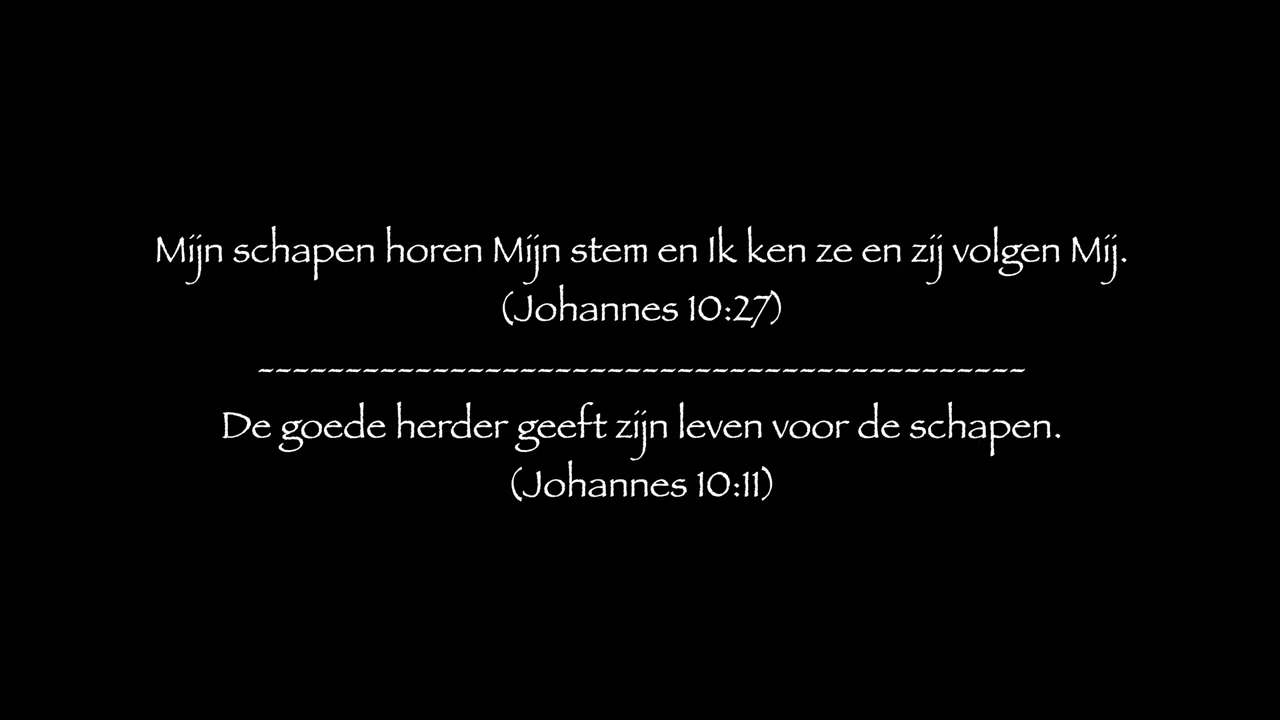 Mijn schapen horen Mijn stem en Ik ken ze en zij volgen Mij.
(Johannes 10:27)
--------------------------------------------
De goede herder geeft zijn leven voor de schapen.
(Johannes 10:11)